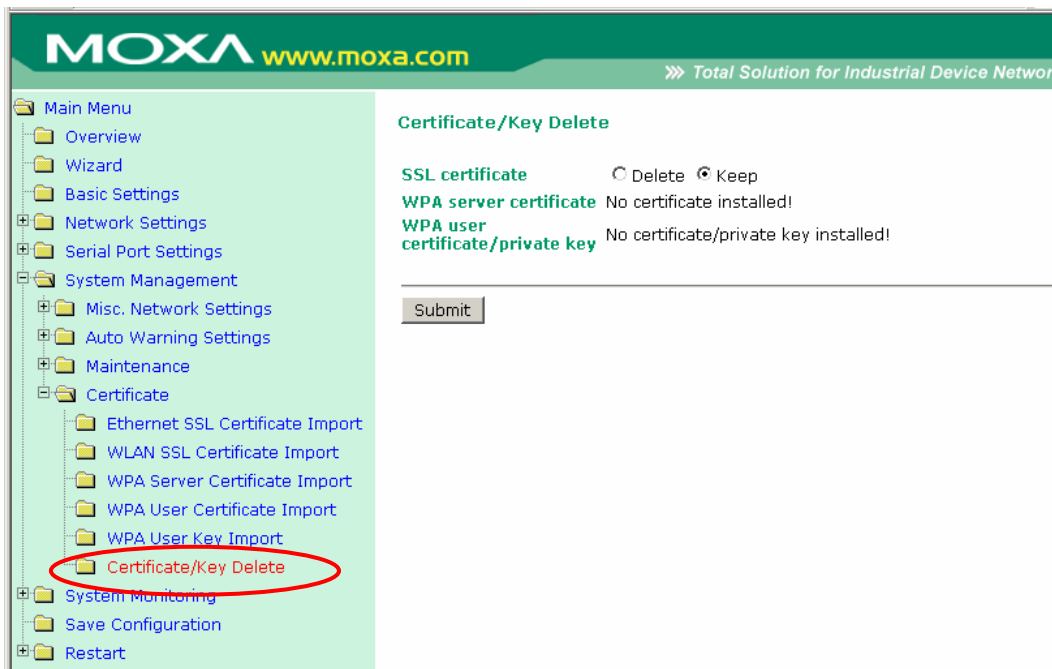 MOXA www.moxa.com
Total Solution for Industrial Device Networ
Main Menu
Overview
Wizard
Basic Settings
Network Settings
Serial Port Settings
System Management
Misc. Network Settings
Auto Warning Settings
Maintenance
Certificate
Ethernet SSL Certificate Import
WLAN SSL Certificate Import
WPA Server Certificate Import
WPA User Certificate Import
WPA User Key Import
Certificate/Key Delete
System Monitoring
Save Configuration
Restart
Certificate/Key Delete
SSL certificate Delete Keep
WPA server certificate No certificate installed!
WPA user
certificate/private key No certificate/private key installed!
Submit